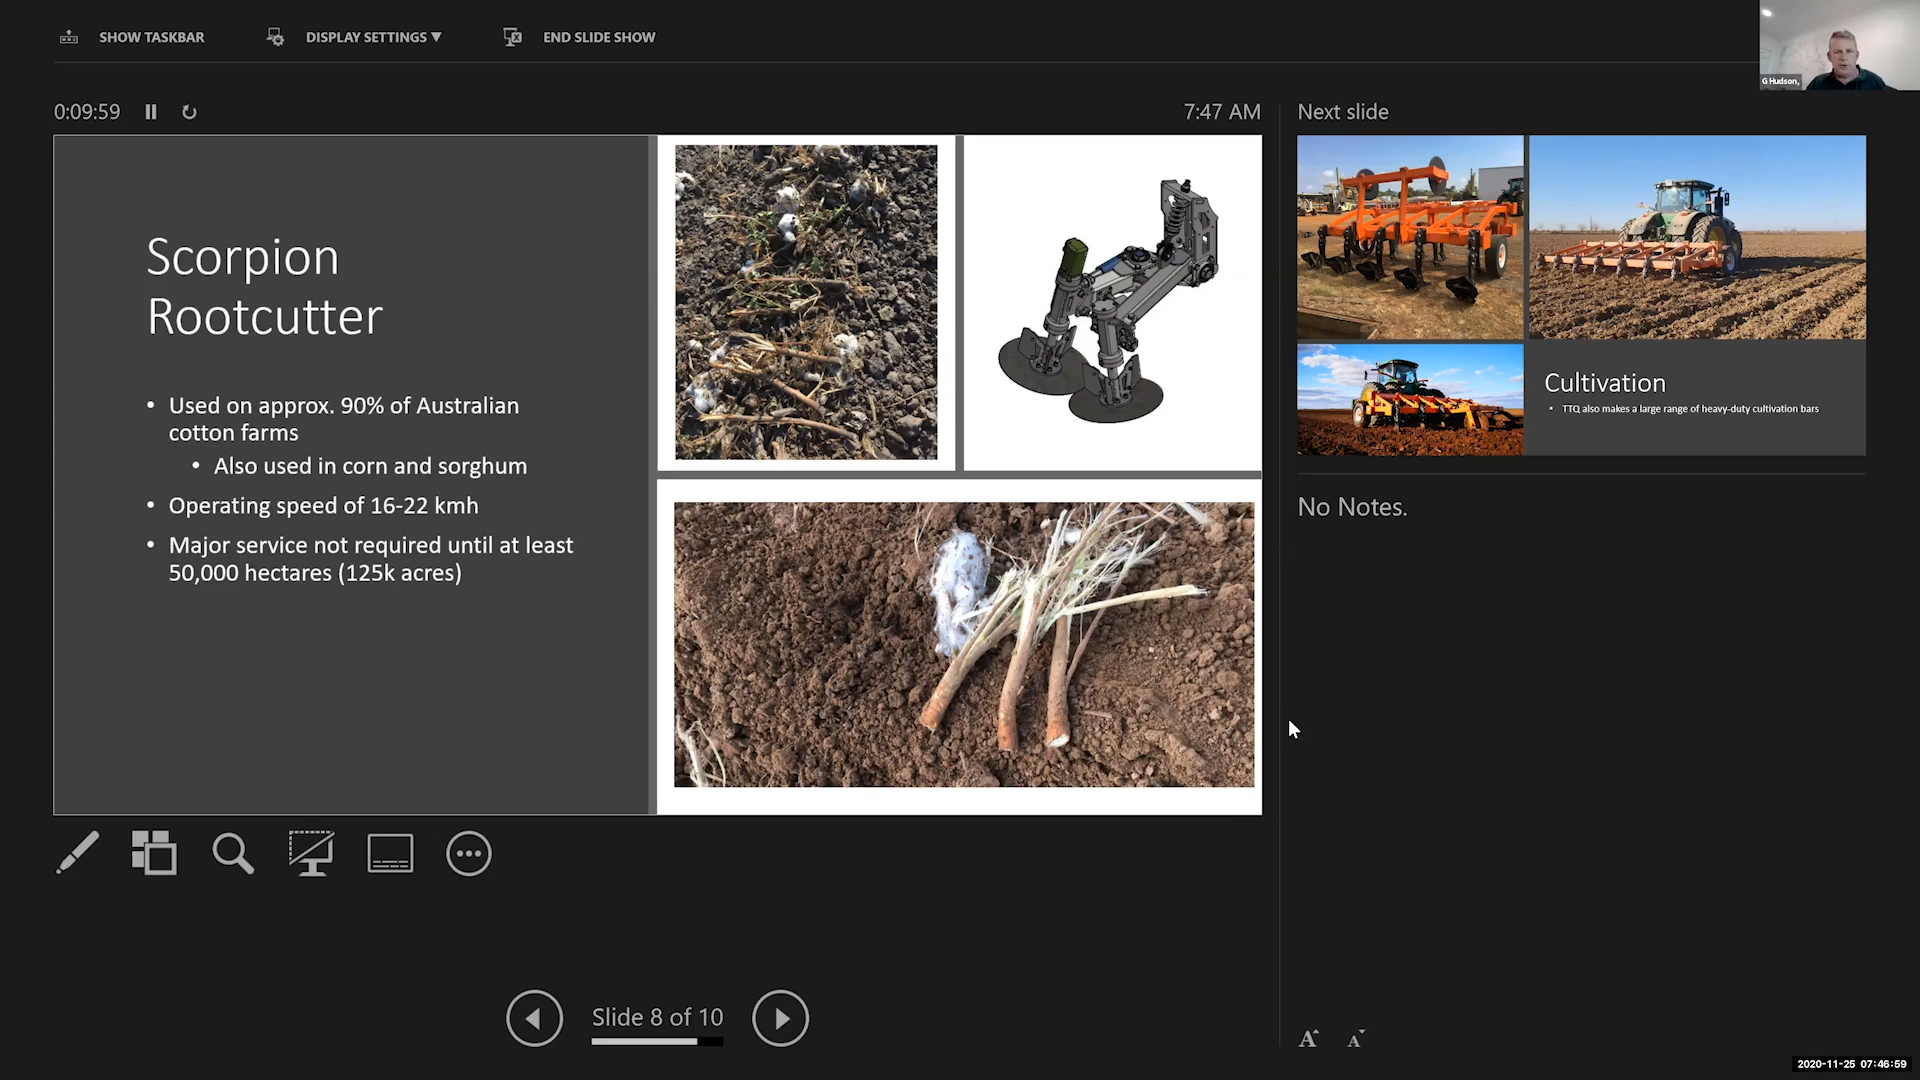 SHOW TASKBAR
DISPLAY SETTINGS ▼
END SLIDE SHOW
G Hudson,
0:09:59
7:47 AM
Next slide
Scorpion
Rootcutter
• Used on approx. 90% of Australian
cotton farms
• Also used in corn and sorghum
• Operating speed of 16-22 kmh
• Major service not required until at least
50,000 hectares (125k acres)
Cultivation
• TTQ also makes a large range of heavy-duty cultivation bars
No Notes.
Slide 8 of 10
A A
2020-11-25 07:46:59